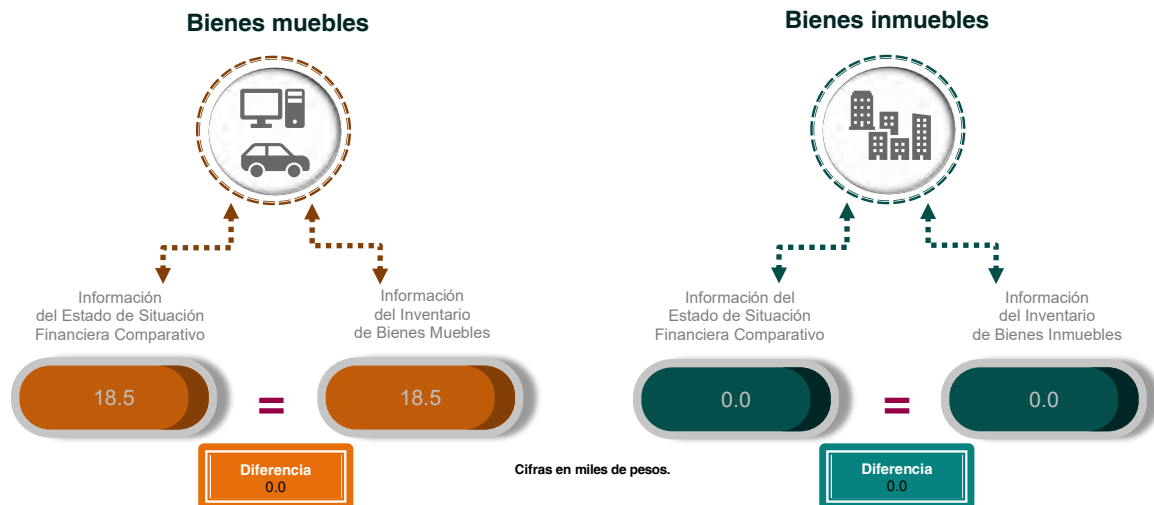 Bienes muebles
Información
del Estado de Situación
Financiera Comparativo
Información
del Inventario
de Bienes Muebles
18.5
=
18.5
Diferencia
0.0
Bienes inmuebles
Información del
Estado de Situación
Financiera Comparativo
Información
del Inventario
de Bienes Inmuebles
0.0
=
0.0
Diferencia
0.0
Cifras en miles de pesos.